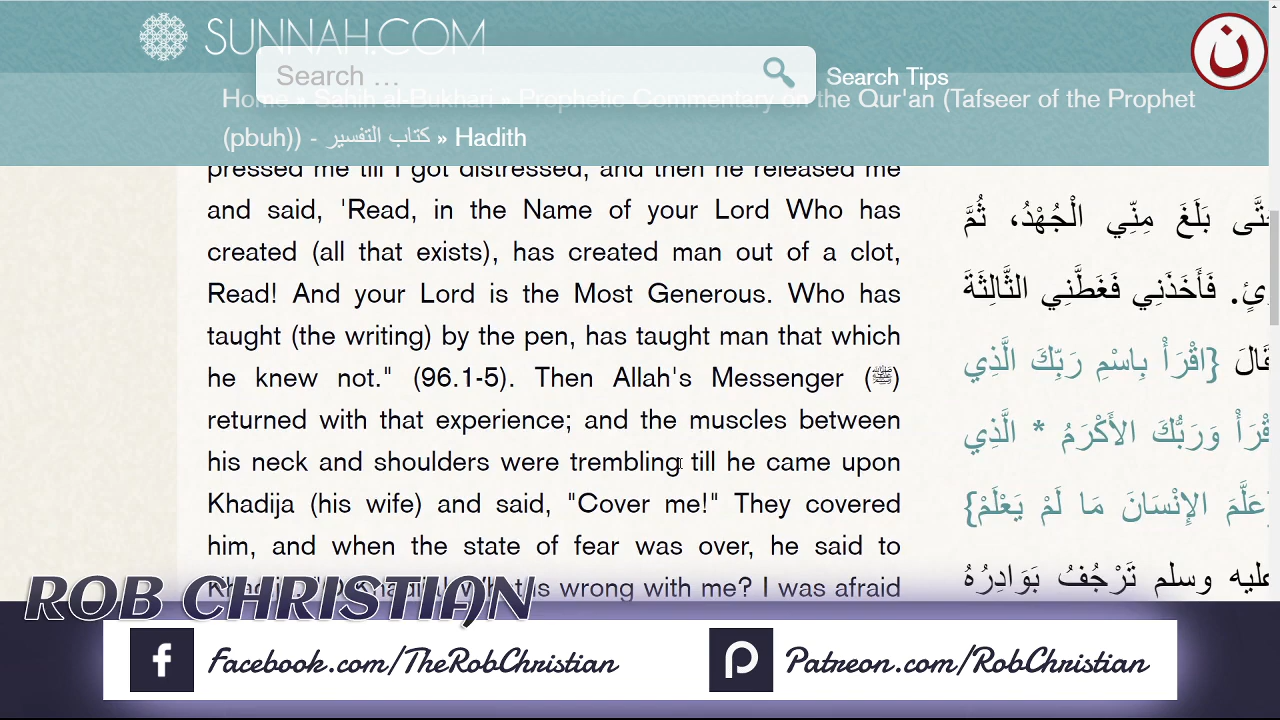 SUNNAH.COM
Search …
Search Tips
ن
Home » Sahih al-Bukhari » Prophetic Commentary on the Qur'an (Tafseer of the Prophet
(pbuh)) - كتاب التفسير » Hadith
pressed me till I got distressed, and then he released me
and said, 'Read, in the Name of your Lord Who has
created (all that exists), has created man out of a clot,
Read! And your Lord is the Most Generous. Who has
taught (the writing) by the pen, has taught man that which
he knew not." (96.1-5). Then Allah's Messenger (ﷺ)
returned with that experience; and the muscles between
his neck and shoulders were trembling till he came upon
Khadija (his wife) and said, "Cover me!" They covered
him, and when the state of fear was over, he said to
wrong with me? I was afraid
حَتَّى بَلَغَ مِنِّي الْجُهْدُ، ثُمَّ
فَأَخَذَنِي فَغَطَّنِي الثَّالِثَةَ
قَالَ {اقْرَأْ بِاسْمِ رَبِّكَ الَّذِي
وَرَبُّكَ الأَكْرَمُ * الَّذِي
عَلَّمَ الإِنْسَانَ مَا لَمْ يَعْلَمْ}
عليه وسلم تَرْجُفُ بَوَادِرُهُ
ROB CHRISTIAN
Facebook.com/TheRobChristian
Patreon.com/RobChristian